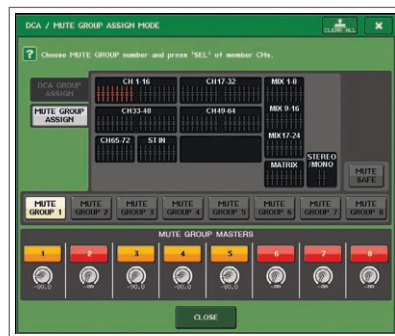 DCA / MUTE GROUP ASSIGN MODE
CLEAR ALL
Choose MUTE GROUP number and press 'SEL' of member CHs.
DCA GROUP
ASSIGN
MUTE GROUP
ASSIGN
CH 1-16
CH17-32
MIX 1-8
CH33-48
CH49-64
MIX 9-16
CH65-72
ST IN
MIX17-24
MATRIX
STEREO
/MONO
MUTE
SAFE
MUTE
GROUP 1
MUTE
GROUP 2
MUTE
GROUP 3
MUTE
GROUP 4
MUTE
GROUP 5
MUTE
GROUP 6
MUTE
GROUP 7
MUTE
GROUP 8
MUTE GROUP MASTERS
1
2
3
4
5
6
7
8
CLOSE